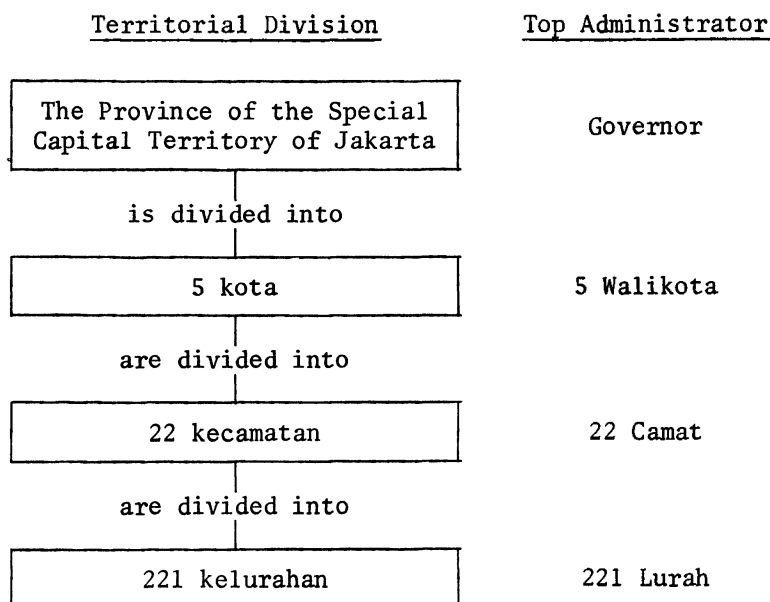 Territorial Division Top Administrator
The Province of the Special
Capital Territory of Jakarta
Governor
is divided into
5 kota 5 Walikota
are divided into
22 kecamatan 22 Camat
are divided into
221 kelurahan 221 Lurah